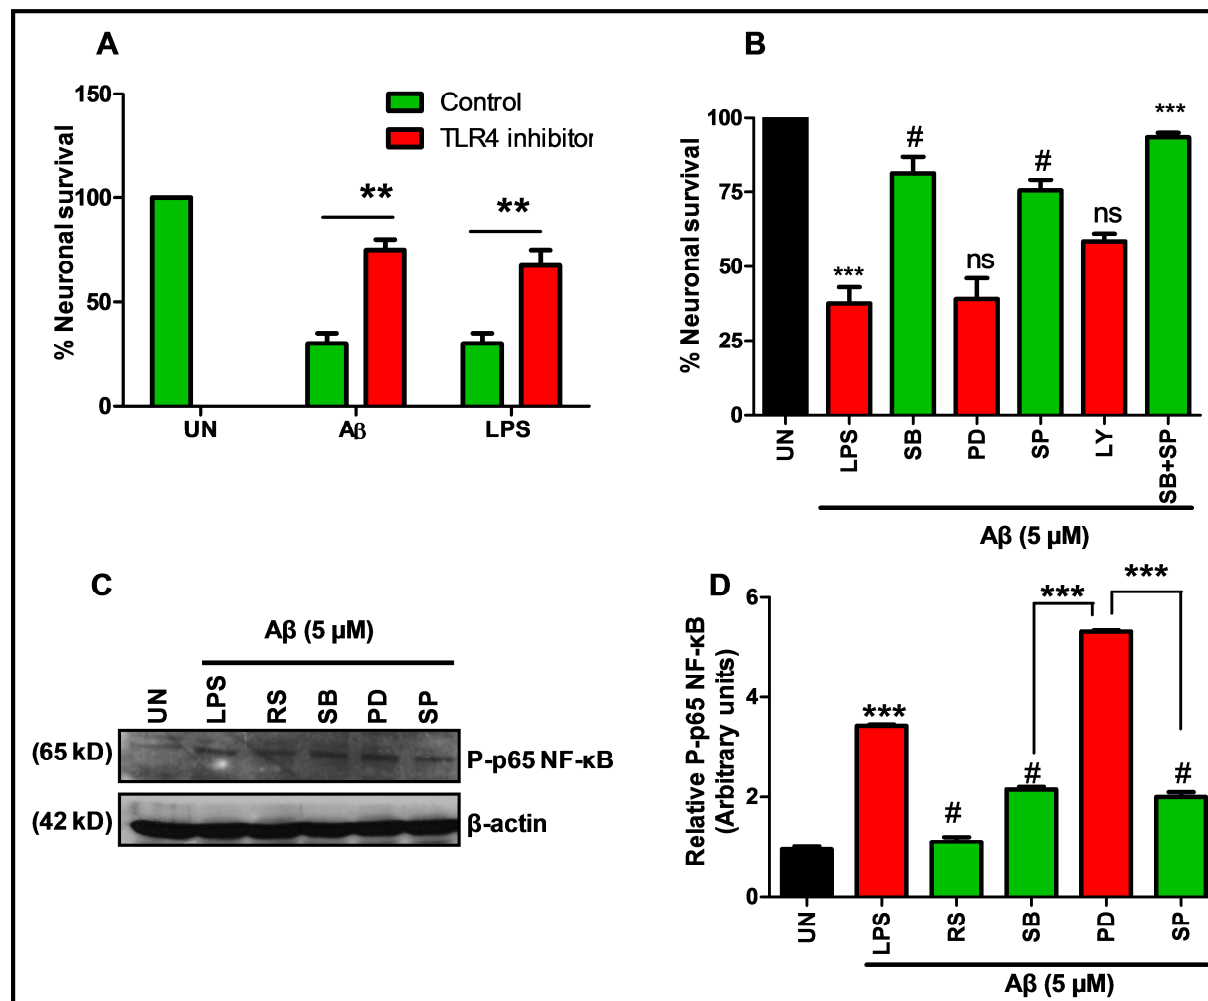 A
% Neuronal survival
150
100
50
0
Control
TLR4 inhibitor
**
**
UN
Aβ
LPS
B
% Neuronal survival
100
75
50
25
0
***
#
ns
#
ns
***
UN
LPS
SB
PD
SP
LY
SB+SP
Aβ (5 µM)
C
Aβ (5 µM)
UN
LPS
RS
SB
PD
SP
(65 kD)
P-p65 NF-κB
(42 kD)
β-actin
D
Relative P-p65 NF-κB
(Arbitrary units)
6
4
2
0
***
***
***
#
#
#
UN
LPS
RS
SB
PD
SP
Aβ (5 µM)